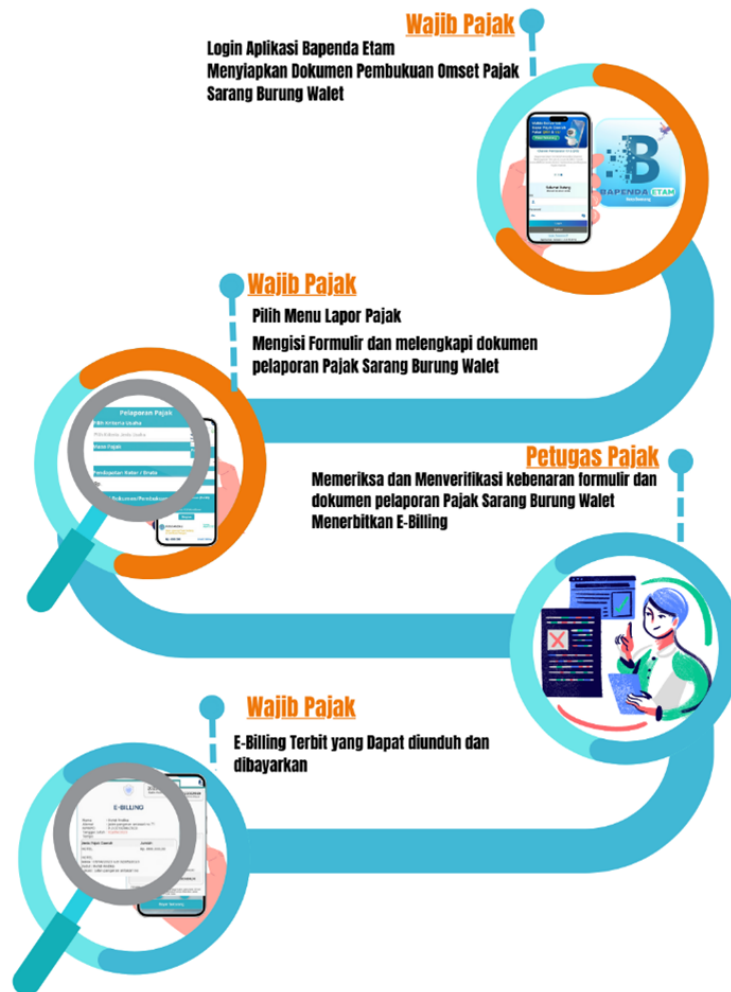 Wajib Pajak
Login Aplikasi Bapenda Etam
Menyiapkan Dokumen Pembukuan Omset Pajak
Sarang Burung Walet
B
BAPENDA ETAM
Wajib Pajak
Pilih Menu Lapor Pajak
Mengisi Formulir dan melengkapi dokumen
pelaporan Pajak Sarang Burung Walet
Pelaporan Pajak
Masa Pajak
Petugas Pajak
Memeriksa dan Menverifikasi kebenaran formulir dan
dokumen pelaporan Pajak Sarang Burung Walet
Menerbitkan E-Billing
Wajib Pajak
E-Billing Terbit yang Dapat diunduh dan
dibayarkan
E-BILLING